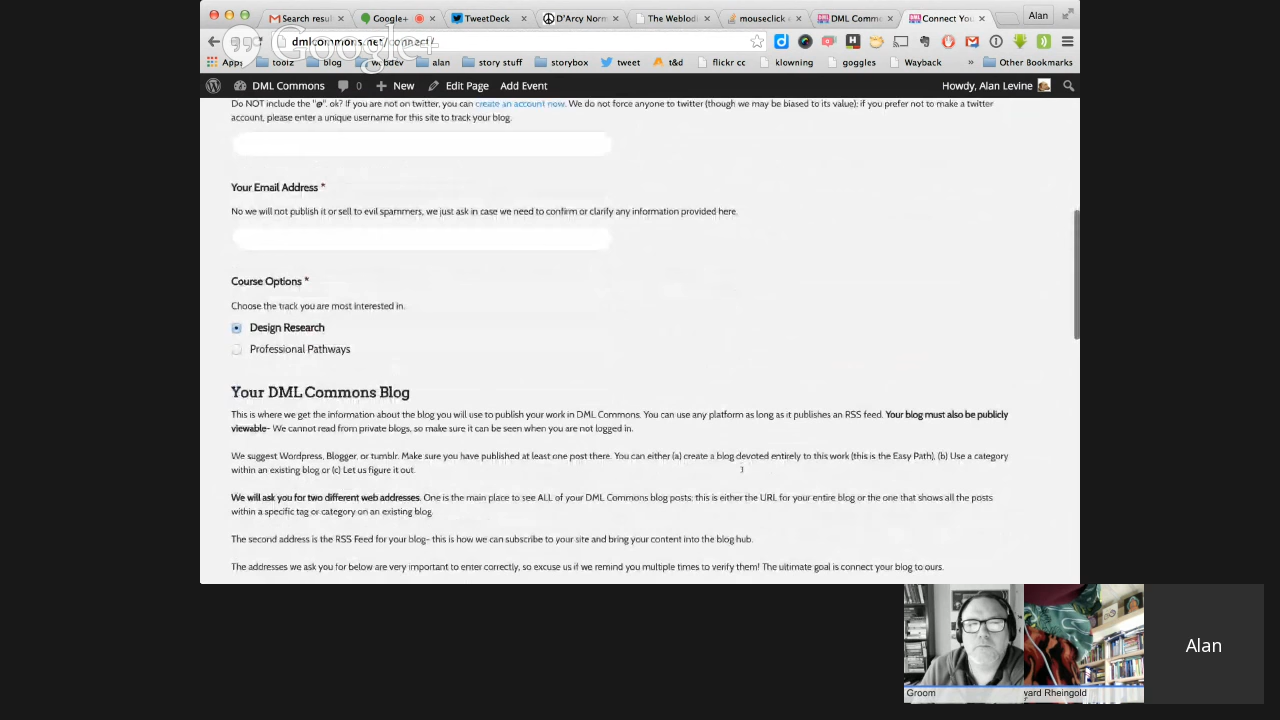 Search resul
Google+
TweetDeck
D'Arcy Norm
The Weblog
mouseclick e
DML Comm
Connect You
Alan
dmlcommons.net/connect/
Google+
Apps
toolz
blog
webdev
alan
story stuff
storybox
tweet
t&d
flickr cc
klowning
goggles
Wayback
»
Other Bookmarks
DML Commons
0
New
Edit Page
Add Event
Howdy, Alan Levine
Do NOT include the "@". ok? If you are not on twitter, you can create an account now. We do not force anyone to twitter (though we may be biased to its value); if you prefer not to make a twitter
account, please enter a unique username for this site to track your blog.
Your Email Address *
No we will not publish it or sell to evil spammers, we just ask in case we need to confirm or clarify any information provided here.
Course Options *
Choose the track you are most interested in.
Design Research
Professional Pathways
Your DML Commons Blog
This is where we get the information about the blog you will use to publish your work in DML Commons. You can use any platform as long as it publishes an RSS feed. Your blog must also be publicly
viewable- We cannot read from private blogs, so make sure it can be seen when you are not logged in.
We suggest Wordpress, Blogger, or tumblr. Make sure you have published at least one post there. You can either (a) create a blog devoted entirely to this work (this is the Easy Path), (b) Use a category
within an existing blog or (c) Let us figure it out.
We will ask you for two different web addresses. One is the main place to see ALL of your DML Commons blog posts; this is either the URL for your entire blog or the one that shows all the posts
within a specific tag or category on an existing blog.
The second address is the RSS Feed for your blog- this is how we can subscribe to your site and bring your content into the blog hub.
The addresses we ask you for below are very important to enter correctly, so excuse us if we remind you multiple times to verify them! The ultimate goal is connect your blog to ours.
Groom
vard Rheingold
Alan